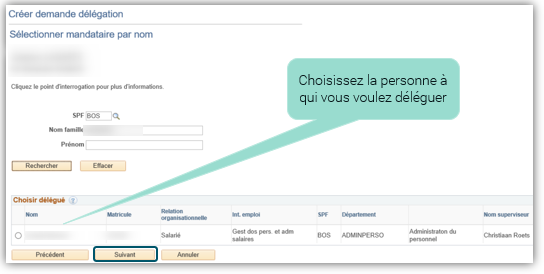 Créer demande délégation
Sélectionner mandataire par nom
Cliquez le point d'interrogation pour plus d'informations.
Choisissez la personne à
qui vous voulez déléguer
SPF BOS
Nom famille
Prénom
Rechercher Effacer
Choisir délégué
Nom Matricule Relation organisationnelle Int. emploi SPF Département Nom superviseur
Salarié Gest dos pers. et adm salaires BOS ADMINPERSO Administraton du personnel Christiaan Roets
Précédent Suivant Annuler